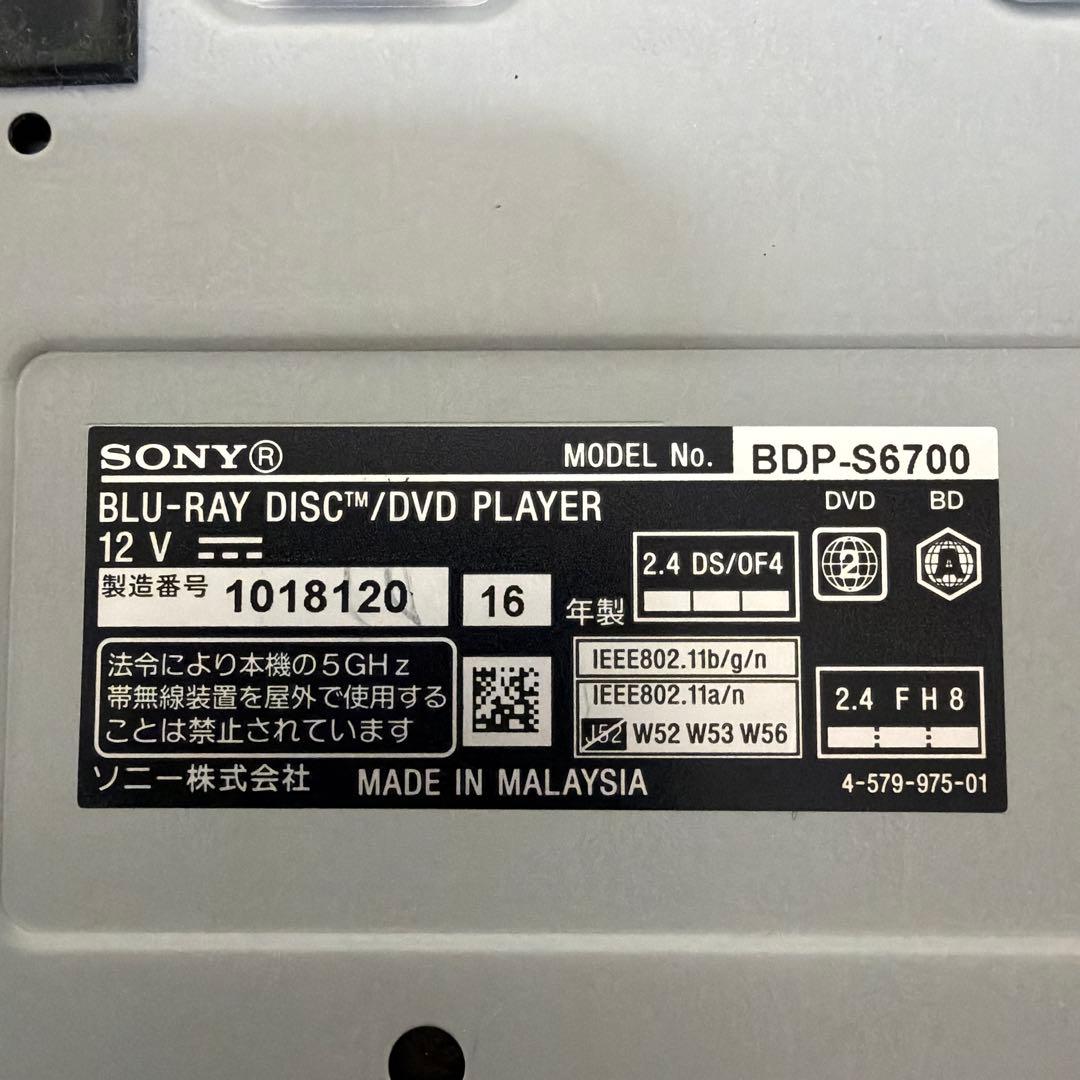 SONY®
MODEL No. BDP-S6700
BLU-RAY DISC™/DVD PLAYER
DVD BD
12 V
2.4 DS/OF4
2 A
製造番号 1018120 16 年製
法令により本機の5GHz
帯無線装置を屋外で使用する
ことは禁止されています
IEEE802.11b/g/n
IEEE802.11a/n
J52 W52 W53 W56
2.4 FH8
ソニー株式会社 MADE IN MALAYSIA 4-579-975-01